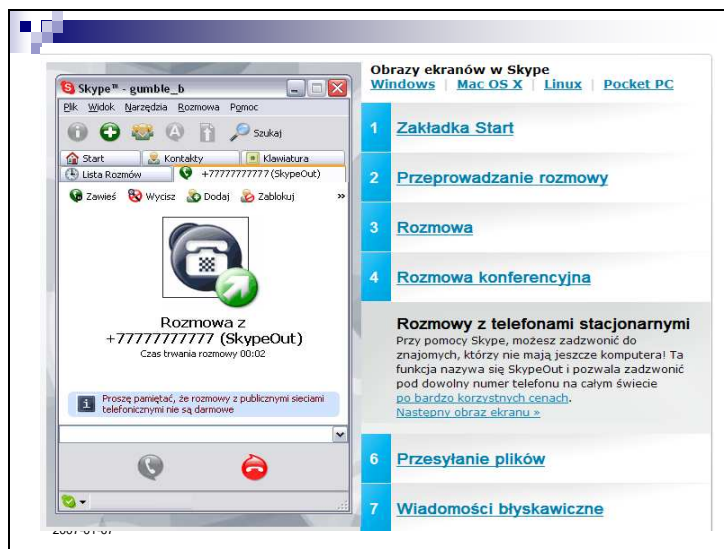 Skype™ - gumble_b
Plik Widok Narzędzia Rozmowa Pomoc
Szukaj
Start Kontakty Klawiatura
Lista Rozmów +77777777777(SkypeOut)
Zawieś Wycisz Dodaj Zablokuj »
Rozmowa z
+77777777777 (SkypeOut)
Czas trwania rozmowy 00:02
Proszę pamiętać, że rozmowy z publicznymi sieciami
telefonicznymi nie są darmowe
Obrazy ekranów w Skype
Windows | Mac OS X | Linux | Pocket PC
1 Zakładka Start
2 Przeprowadzanie rozmowy
3 Rozmowa
4 Rozmowa konferencyjna
Rozmowy z telefonami stacjonarnymi
Przy pomocy Skype, możesz zadzwonić do
znajomych, którzy nie mają jeszcze komputera! Ta
funkcja nazywa się SkypeOut i pozwala zadzwonić
pod dowolny numer telefonu na całym świecie
po bardzo korzystnych cenach.
Następny obraz ekranu »
6 Przesyłanie plików
7 Wiadomości błyskawiczne
2007-01-07